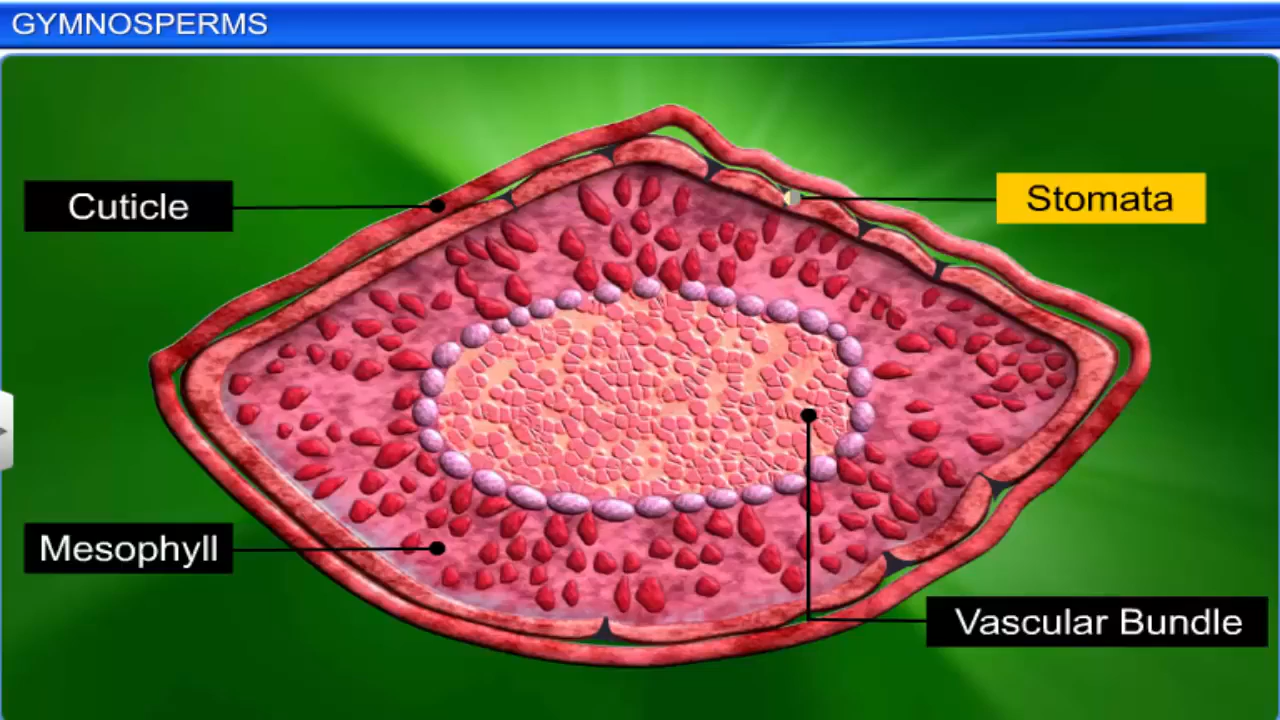 GYMNOSPERMS
Cuticle
Stomata
Mesophyll
Vascular Bundle